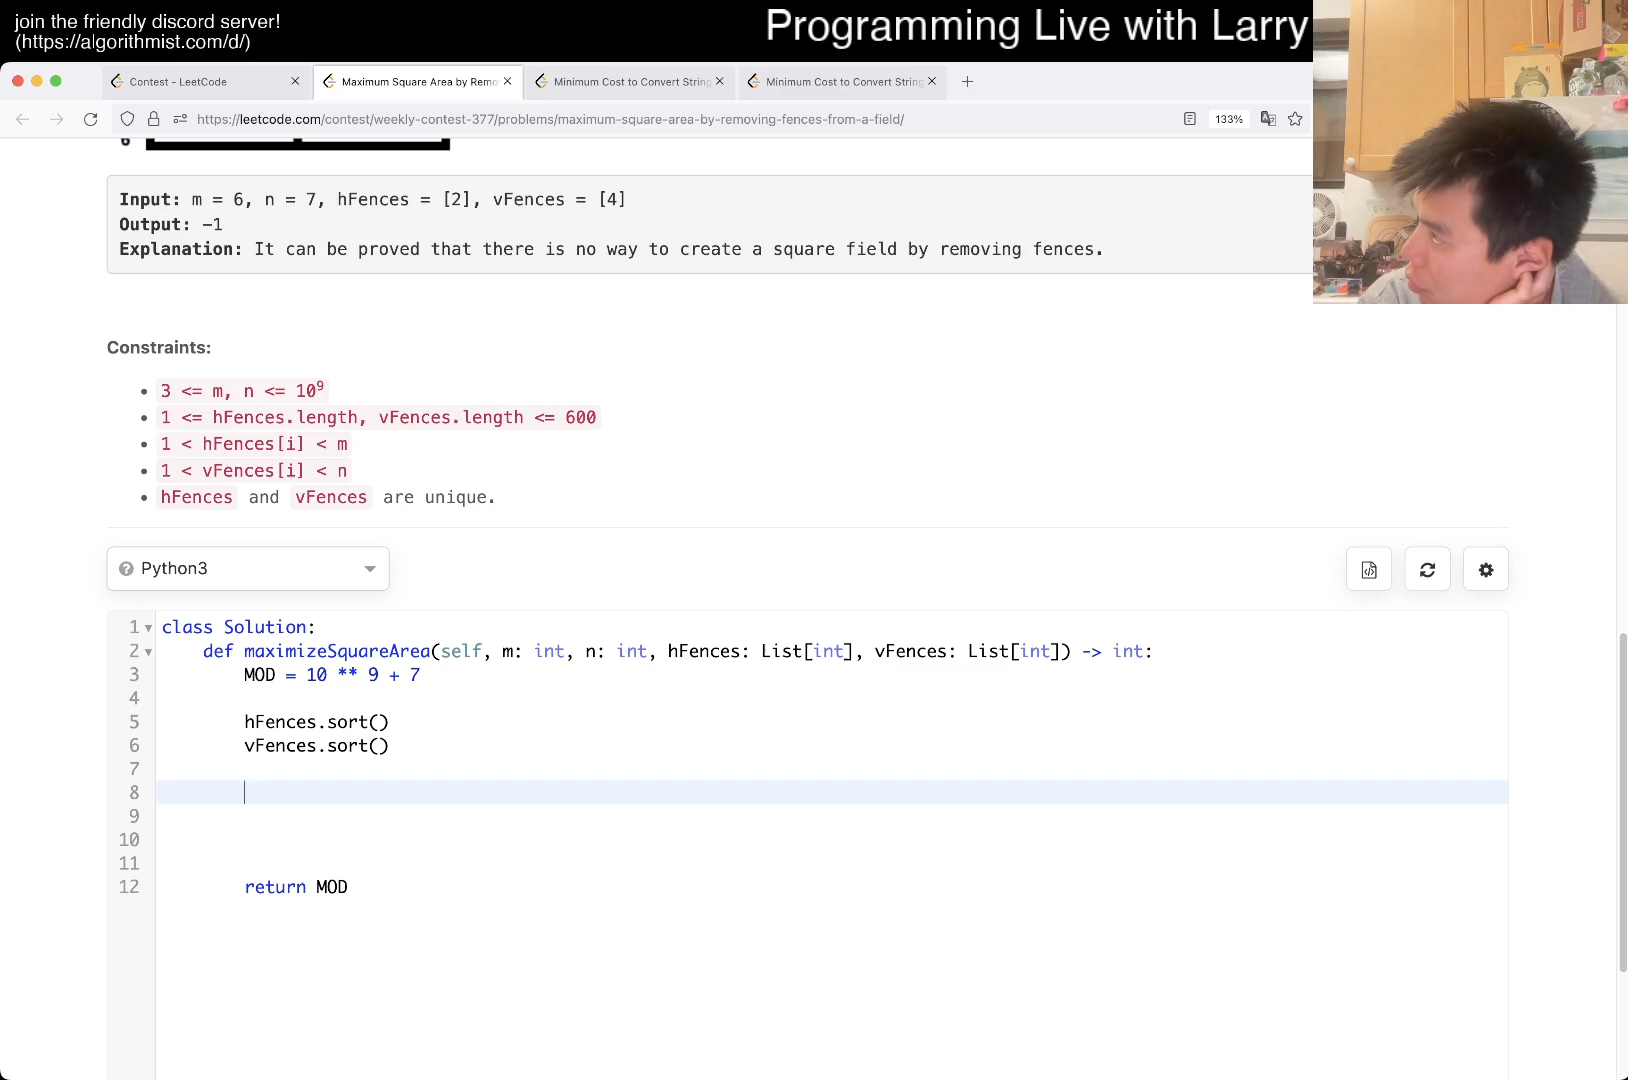 join the friendly discord server!
(https://algorithmist.com/d/)
Programming Live with Larry
Contest - LeetCode
Maximum Square Area by Remo
Minimum Cost to Convert String
Minimum Cost to Convert String
https://leetcode.com/contest/weekly-contest-377/problems/maximum-square-area-by-removing-fences-from-a-field/
133%
6
Input: m = 6, n = 7, hFences = [2], vFences = [4]
Output: -1
Explanation: It can be proved that there is no way to create a square field by removing fences.
Constraints:
• 3 <= m, n <= 10⁹
• 1 <= hFences.length, vFences.length <= 600
• 1 < hFences[i] < m
• 1 < vFences[i] < n
• hFences and vFences are unique.
Python3
1 class Solution:
2 def maximizeSquareArea(self, m: int, n: int, hFences: List[int], vFences: List[int]) -> int:
3 MOD = 10 ** 9 + 7
4
5 hFences.sort()
6 vFences.sort()
7
8
9
10
11
12 return MOD